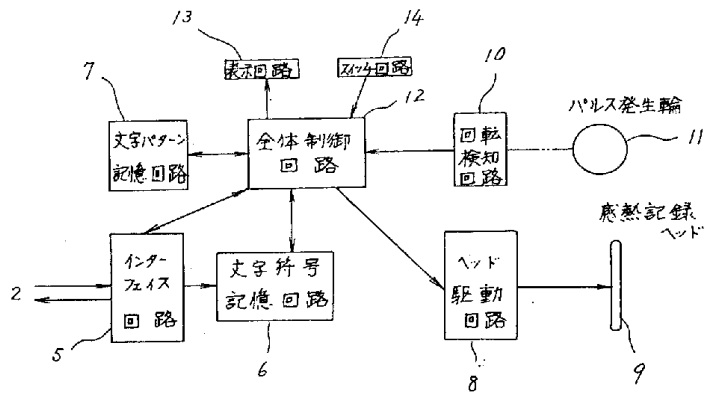 13
14
表示回路
スイッチ回路
7
12
10
パルス発生輪
文字パターン
記憶回路
全体制御
回路
回転
検知
回路
11
感熱記録
ヘッド
インター
フェイス
回路
文字符号
記憶回路
ヘッド
駆動
回路
2
5
6
8
9